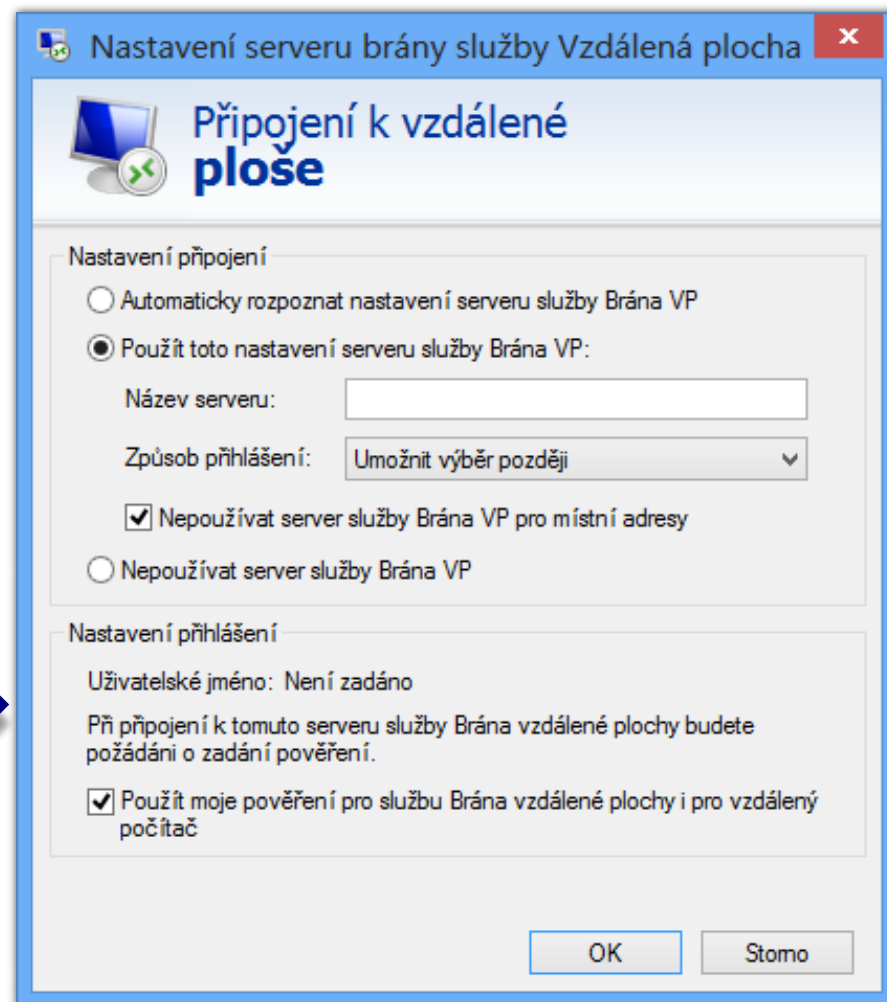 Nastavení serveru brány služby Vzdálená plocha
Připojení k vzdálené
ploše
Nastavení připojení
Automaticky rozpoznat nastavení serveru služby Brána VP
Použít toto nastavení serveru služby Brána VP:
Název serveru:
Způsob přihlášení: Umožnit výběr později
Nepoužívat server služby Brána VP pro místní adresy
Nepoužívat server služby Brána VP
Nastavení přihlášení
Uživatelské jméno: Není zadáno
Při připojení k tomuto serveru služby Brána vzdálené plochy budete
požádáni o zadání pověření.
Použít moje pověření pro službu Brána vzdálené plochy i pro vzdálený
počítač
OK Storno